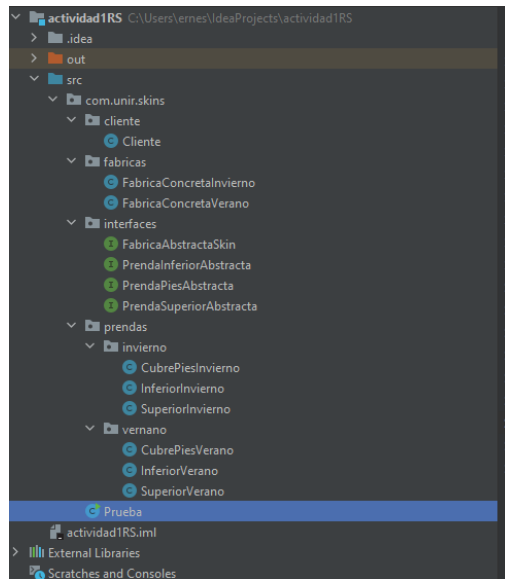 actividad1RS C:\Users\ernes\IdeaProjects\actividad1RS
.idea
out
src
com.unir.skins
cliente
Cliente
fabricas
FabricaConcretaInvierno
FabricaConcretaVerano
interfaces
FabricaAbstractaSkin
PrendaInferiorAbstracta
PrendaPiesAbstracta
PrendaSuperiorAbstracta
prendas
invierno
CubrePiesInvierno
InferiorInvierno
SuperiorInvierno
vernano
CubrePiesVerano
InferiorVerano
SuperiorVerano
Prueba
actividad1RS.iml
External Libraries
Scratches and Consoles